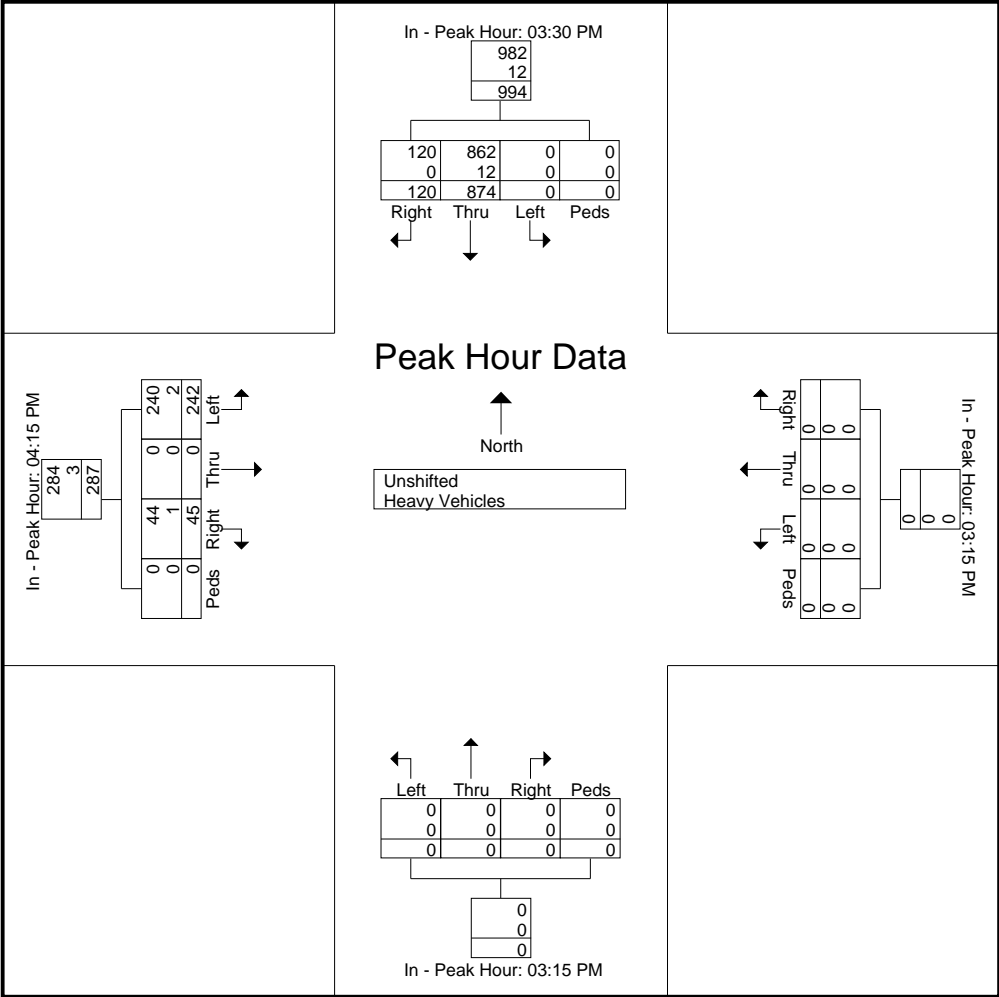 In - Peak Hour: 03:30 PM
982
12
994
120 862 0 0
0 12 0 0
120 874 0 0
Right Thru Left Peds
Peak Hour Data
North
Unshifted
Heavy Vehicles
In - Peak Hour: 04:15 PM
284
3
287
240 0 44 0
2 0 1 0
242 0 45 0
Left Thru Right Peds
In - Peak Hour: 03:15 PM
0
0
0
Right Thru Left Peds
0 0 0 0
0 0 0 0
0 0 0 0
Left Thru Right Peds
0 0 0 0
0 0 0 0
0 0 0 0
0
0
0
In - Peak Hour: 03:15 PM